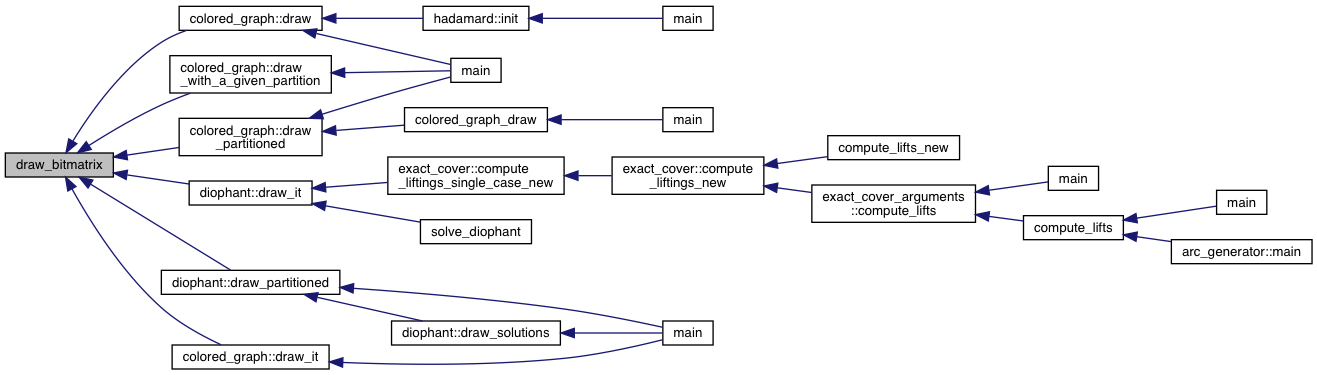 draw_bitmatrix
colored_graph::draw
hadamard::init
main
colored_graph::draw
_with_a_given_partition
main
colored_graph::draw
_partitioned
colored_graph_draw
main
diophant::draw_it
exact_cover::compute
_liftings_single_case_new
exact_cover::compute
_liftings_new
compute_lifts_new
exact_cover_arguments
::compute_lifts
main
compute_lifts
main
arc_generator::main
solve_diophant
diophant::draw_partitioned
diophant::draw_solutions
main
colored_graph::draw_it